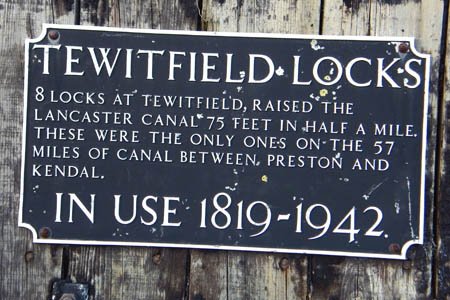 TEWITFIELD LOCKS
8 LOCKS AT TEWITFIELD, RAISED THE
LANCASTER CANAL 75 FEET IN HALF A MILE.
THESE WERE THE ONLY ONES ON THE 57
MILES OF CANAL BETWEEN PRESTON AND
KENDAL.
IN USE 1819-1942.